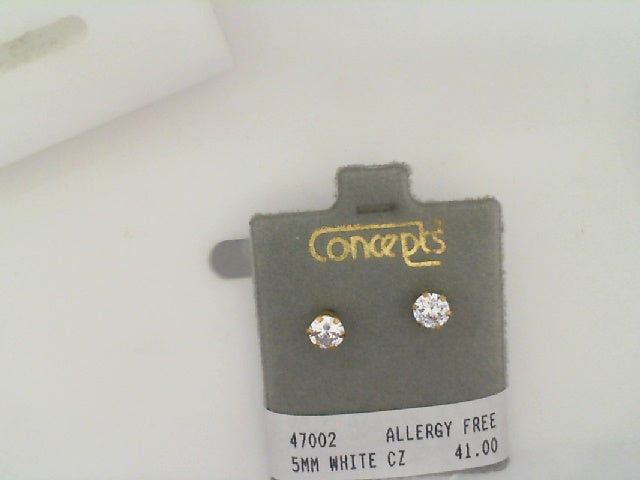 Concepts
47002 ALLERGY FREE
5MM WHITE CZ 41.00